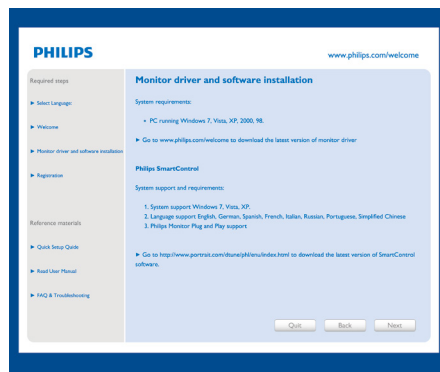 PHILIPS
www.philips.com/welcome
Required steps
Select Language:
Welcome
Monitor driver and software installation
Registration
Reference materials
Quick Setup Guide
Read User Manual
FAQ & Troubleshooting
Monitor driver and software installation
System requirements:
• PC running Windows 7, Vista, XP, 2000, 98.
Go to www.philips.com/welcome to download the latest version of monitor driver
Philips SmartControl
System support and requirements:
1. System support Windows 7, Vista, XP.
2. Language support English, German, Spanish, French, Italian, Russian, Portuguese, Simplified Chinese
3. Philips Monitor Plug and Play support
Go to http://www.portrait.com/dtune/phl/enu/index.html to download the latest version of SmartControl
software.
Quit
Back
Next